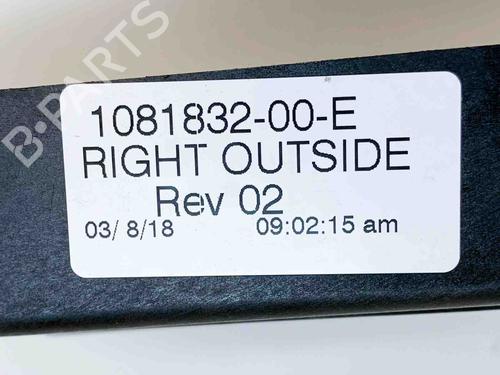 B-PARTS
1081832-00-E
RIGHT OUTSIDE
Rev 02
03/ 8/18 09:02:15 am